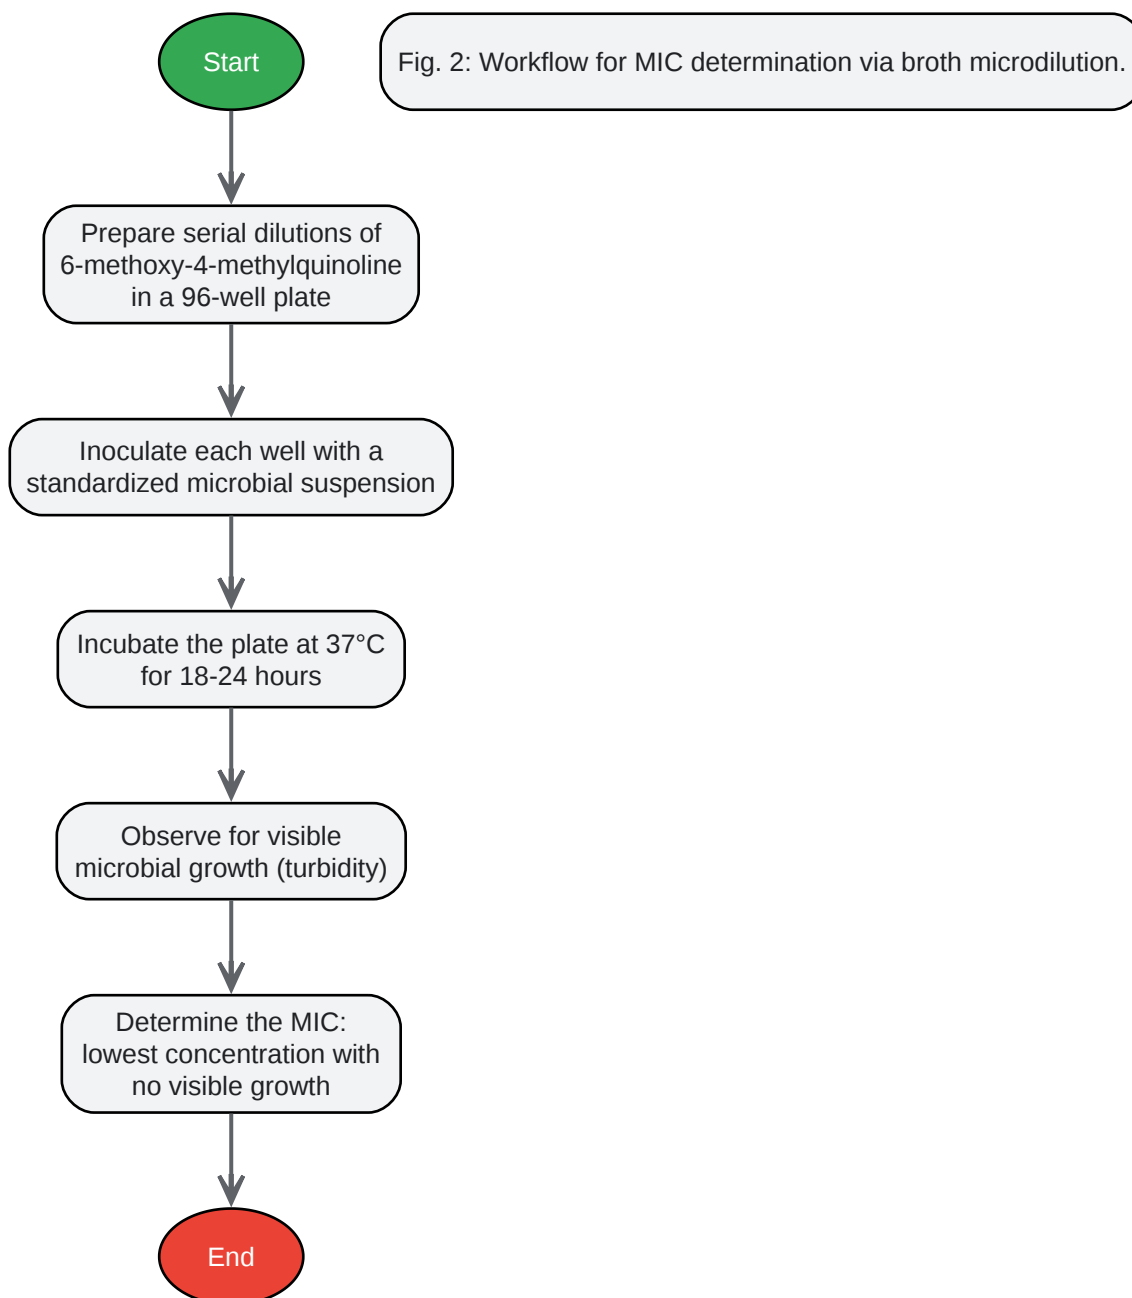 Start
Fig. 2: Workflow for MIC determination via broth microdilution.
Prepare serial dilutions of
6-methoxy-4-methylquinoline
in a 96-well plate
Inoculate each well with a
standardized microbial suspension
Incubate the plate at 37°C
for 18-24 hours
Observe for visible
microbial growth (turbidity)
Determine the MIC:
lowest concentration with
no visible growth
End